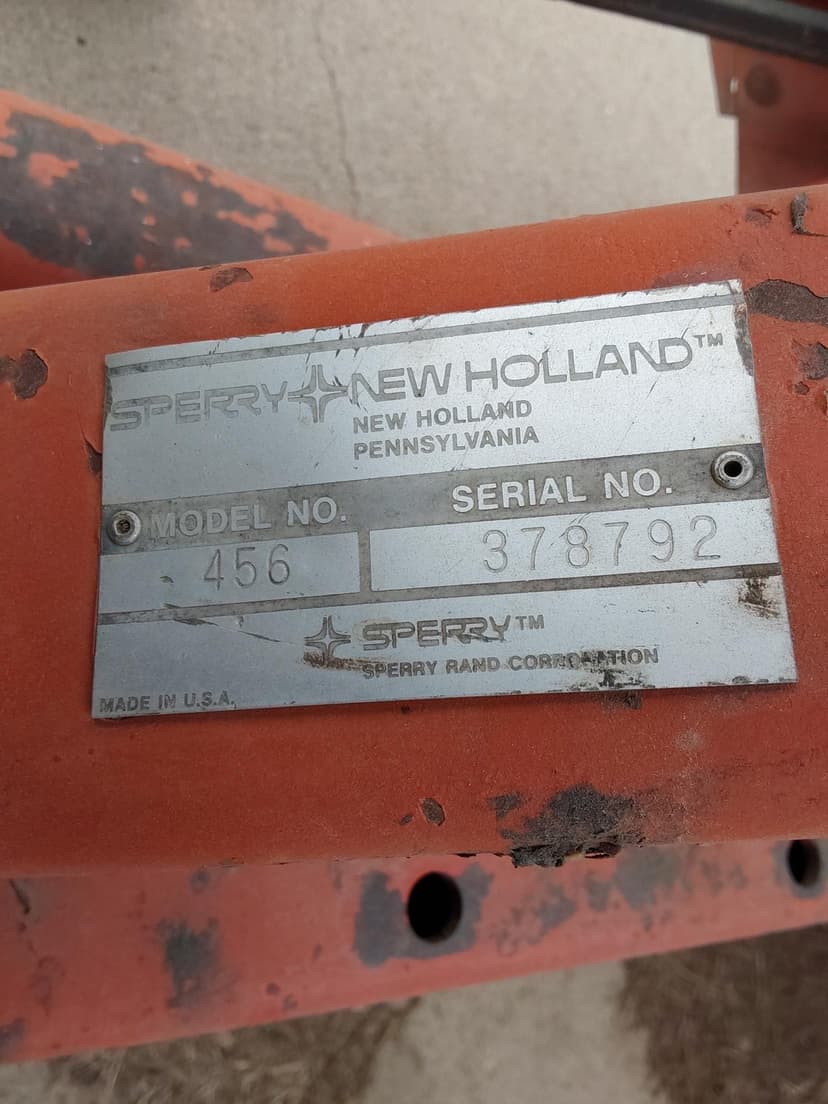 SPERRY NEW HOLLAND™
NEW HOLLAND
PENNSYLVANIA
MODEL NO. SERIAL NO.
456 378792
SPERRY™
SPERRY RAND CORPORATION
MADE IN U.S.A.